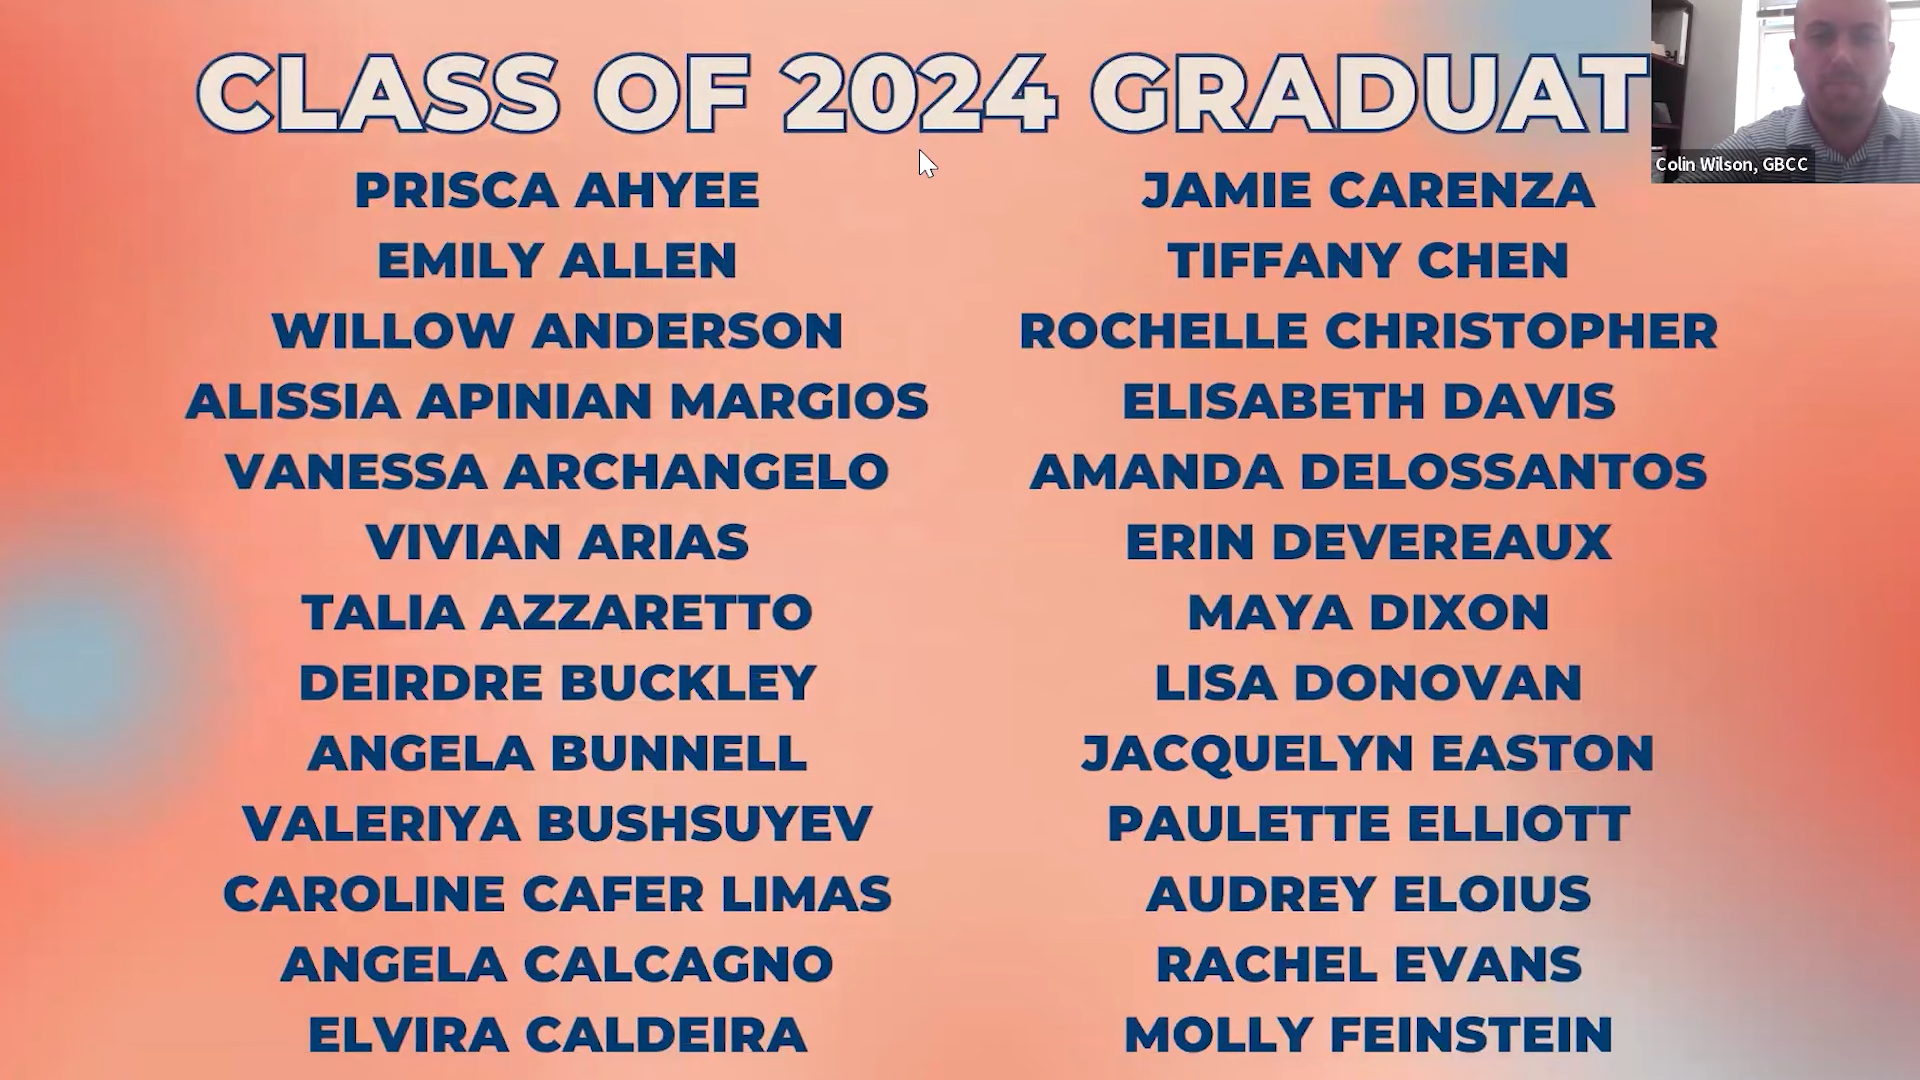 CLASS OF 2024 GRADUAT
PRISCA AHYEE
EMILY ALLEN
WILLOW ANDERSON
ALISSIA APINIAN MARGIOS
VANESSA ARCHANGELO
VIVIAN ARIAS
TALIA AZZARETTO
DEIRDRE BUCKLEY
ANGELA BUNNELL
VALERIYA BUSHSUYEV
CAROLINE CAFER LIMAS
ANGELA CALCAGNO
ELVIRA CALDEIRA
JAMIE CARENZA
TIFFANY CHEN
ROCHELLE CHRISTOPHER
ELISABETH DAVIS
AMANDA DELOSSANTOS
ERIN DEVEREAUX
MAYA DIXON
LISA DONOVAN
JACQUELYN EASTON
PAULETTE ELLIOTT
AUDREY ELOIUS
RACHEL EVANS
MOLLY FEINSTEIN
Colin Wilson, GBCC